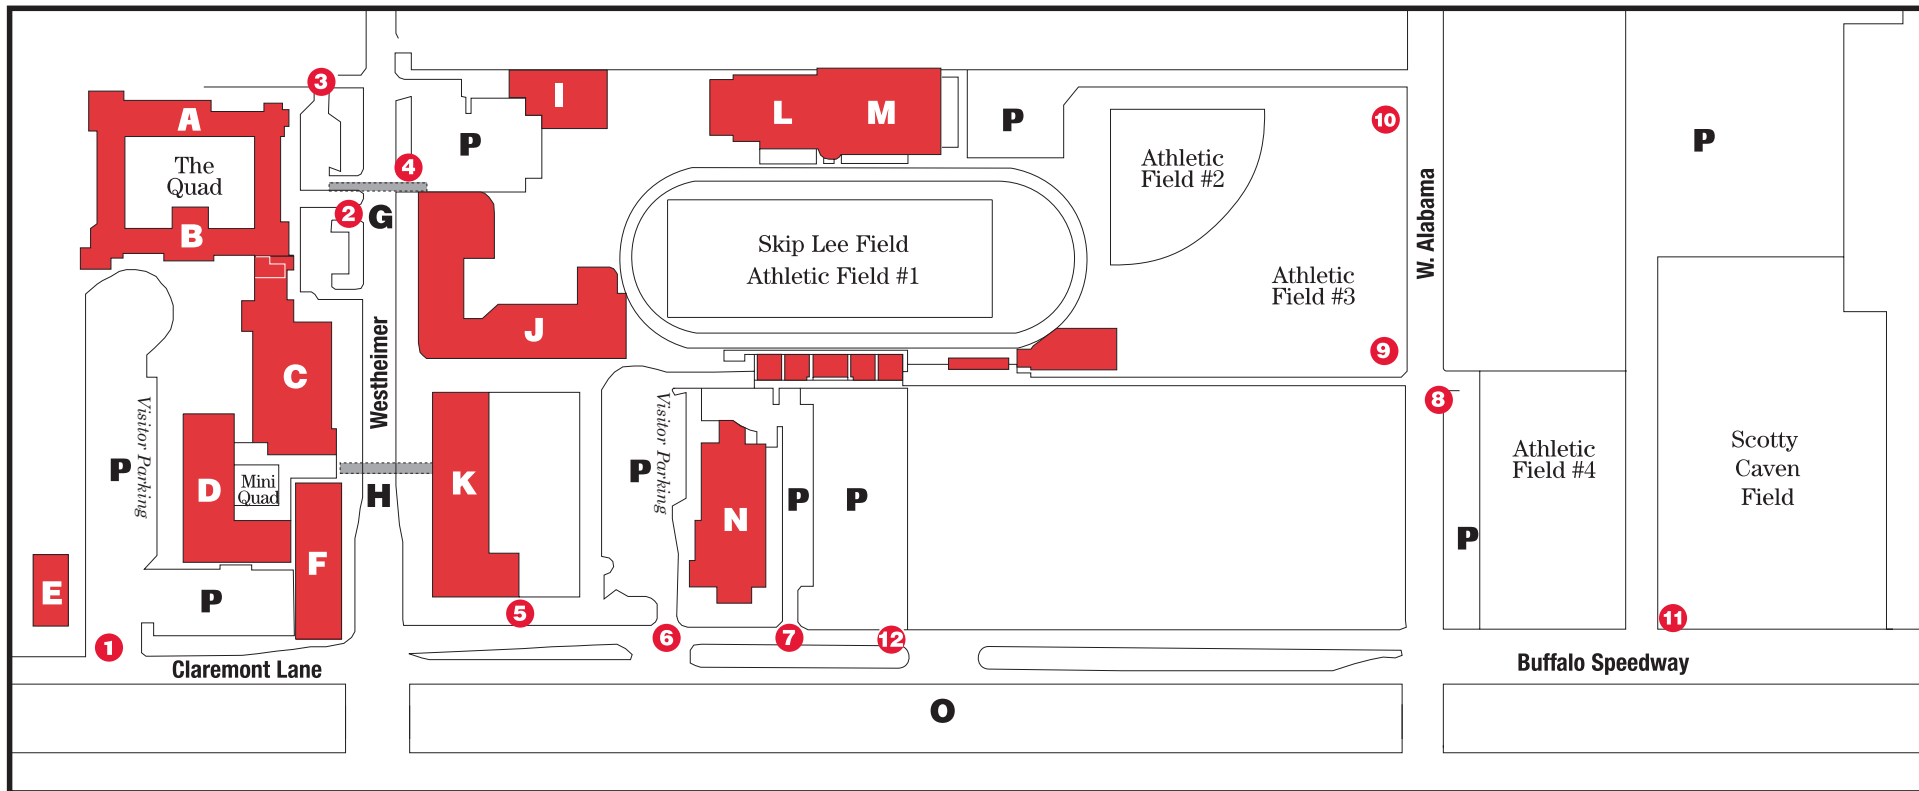 3
I
A
L
M
P
10
P
P
The
Quad
4
Athletic
Field #2
2
G
B
Skip Lee Field
Athletic Field #1
W. Alabama
Athletic
Field #3
J
Westheimer
C
9
8
Visitor Parking
P
Visitor Parking
P
Athletic
Field #4
Scotty
Caven
Field
D
Mini
Quad
H
K
N
P
P
P
F
E
P
5
1
6
7
12
11
Claremont Lane
Buffalo Speedway
O